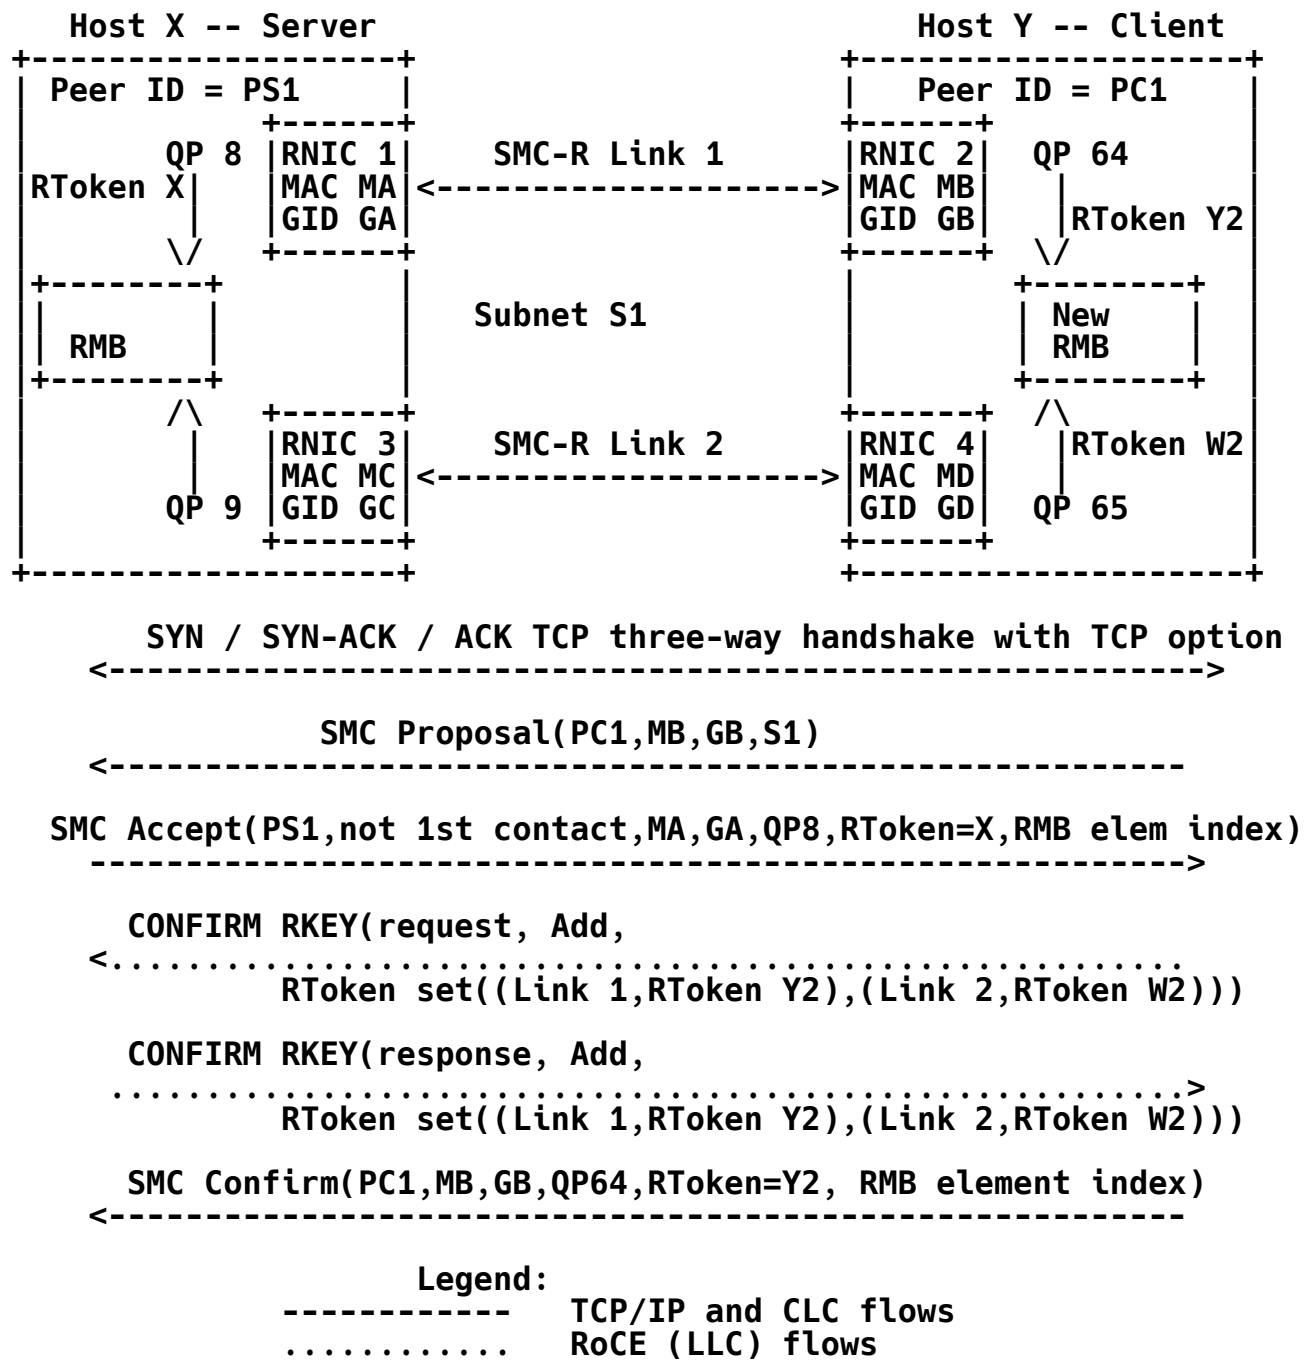 Host X -- Server                            Host Y -- Client
+-------------------+                      +--------------------+
| Peer ID = PS1     |                      |   Peer ID = PC1    |
|            +------+                      +------+             |
|       QP 8 |RNIC 1|    SMC-R Link 1      |RNIC 2|  QP 64      |
|RToken X|   |MAC MA|<-------------------->|MAC MB|   |         |
|        |   |GID GA|                      |GID GB|   |RToken Y2|
|       \/   +------+                      +------+  \/         |
|+--------+         |                      |        +--------+  |
||        |         |   Subnet S1          |        | New    |  |
|| RMB    |         |                      |        | RMB    |  |
|+--------+         |                      |        +--------+  |
|       /\   +------+                      +------+  /\         |
|        |   |RNIC 3|    SMC-R Link 2      |RNIC 4|   |RToken W2|
|        |   |MAC MC|<-------------------->|MAC MD|   |         |
|       QP 9 |GID GC|                      |GID GD|  QP 65      |
|            +------+                      +------+             |
+-------------------+                      +--------------------+
       SYN / SYN-ACK / ACK TCP three-way handshake with TCP option
    <--------------------------------------------------------->
                SMC Proposal(PC1,MB,GB,S1)
    <--------------------------------------------------------
  SMC Accept(PS1,not 1st contact,MA,GA,QP8,RToken=X,RMB elem index)
    --------------------------------------------------------->
      CONFIRM RKEY(request, Add,
    <........................................................
              RToken set((Link 1,RToken Y2),(Link 2,RToken W2)))
      CONFIRM RKEY(response, Add,
     ........................................................>
              RToken set((Link 1,RToken Y2),(Link 2,RToken W2)))
      SMC Confirm(PC1,MB,GB,QP64,RToken=Y2, RMB element index)
    <--------------------------------------------------------
                     Legend:
              ------------   TCP/IP and CLC flows
              ............   RoCE (LLC) flows